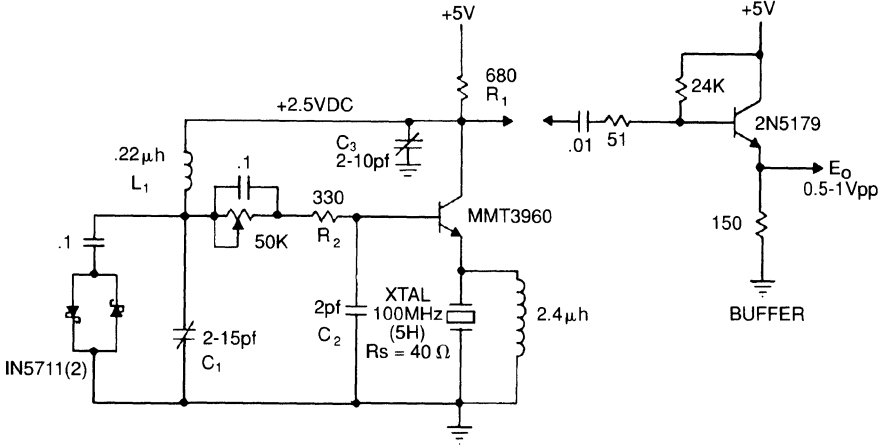 +5V
680
R1
+2.5VDC
C3
2-10pf
.22μh
L1
.1
50K
330
R2
MMT3960
.1
IN5711(2)
2-15pf
C1
2pf
C2
XTAL
100MHz
(5H)
Rs = 40 Ω
2.4μh
+5V
24K
2N5179
.01
51
Eo
0.5-1Vpp
150
BUFFER